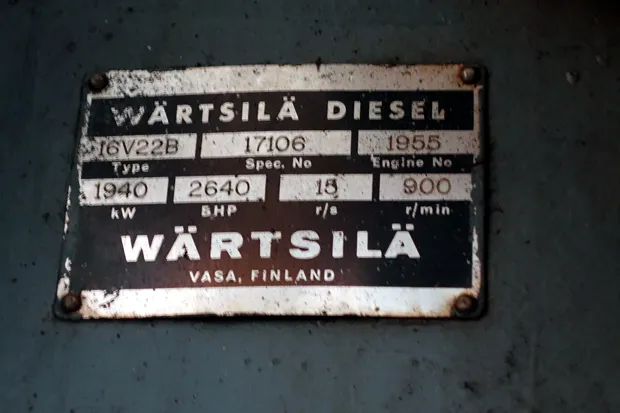 WÄRTSILÄ DIESEL
16V22B 17106 1955
Type Spec. No Engine No
1940 2640 15 900
kW BHP r/s r/min
WÄRTSILÄ
VASA, FINLAND